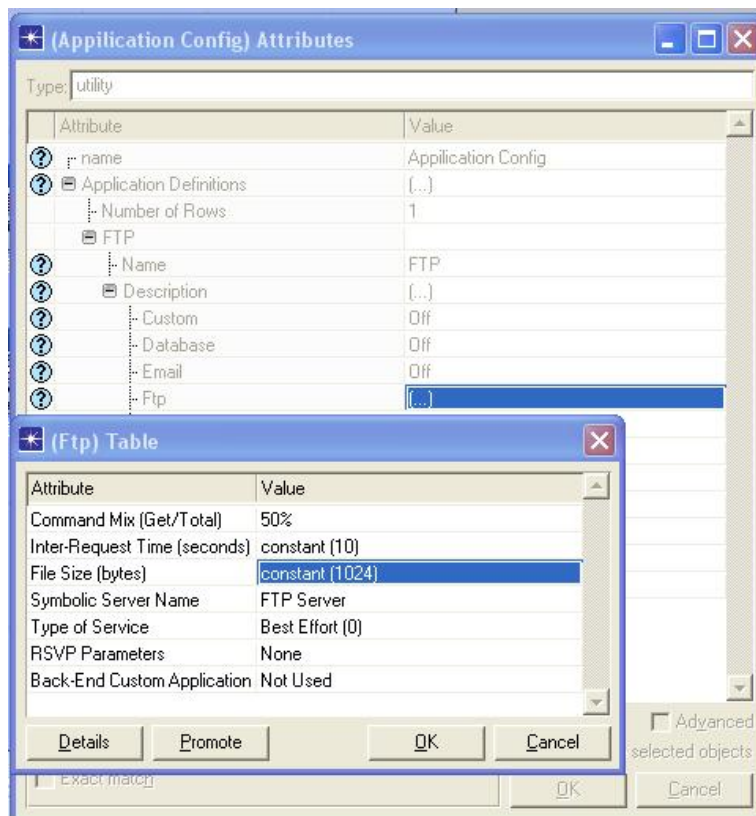 (Appilication Config) Attributes
Type: utility
Attribute Value
name Appilication Config
Application Definitions (...)
Number of Rows 1
FTP
Name FTP
Description (...)
Custom Off
Database Off
Email Off
Ftp (...)
(Ftp) Table
Attribute Value
Command Mix (Get/Total) 50%
Inter-Request Time (seconds) constant (10)
File Size (bytes) constant (1024)
Symbolic Server Name FTP Server
Type of Service Best Effort (0)
RSVP Parameters None
Back-End Custom Application Not Used
Details Promote OK Cancel
Advanced
selected objects
Exact match OK Cancel